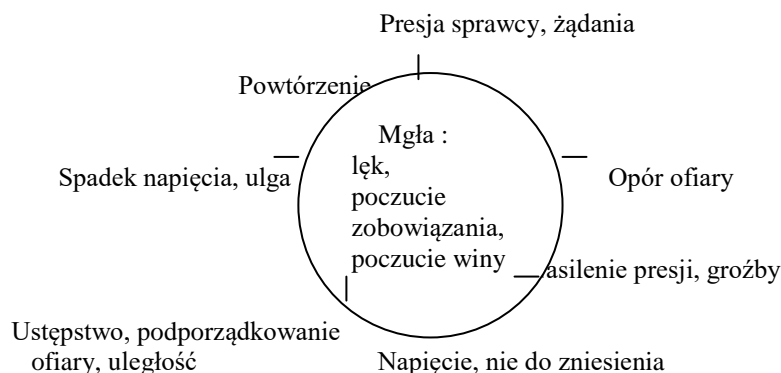 Presja sprawcy, żądania
Powtórzenie
Mgła :
lęk,
poczucie
zobowiązania,
poczucie winy
Spadek napięcia, ulga
Opór ofiary
asilenie presji, groźby
Ustępstwo, podporządkowanie
ofiary, uległość
Napięcie, nie do zniesienia